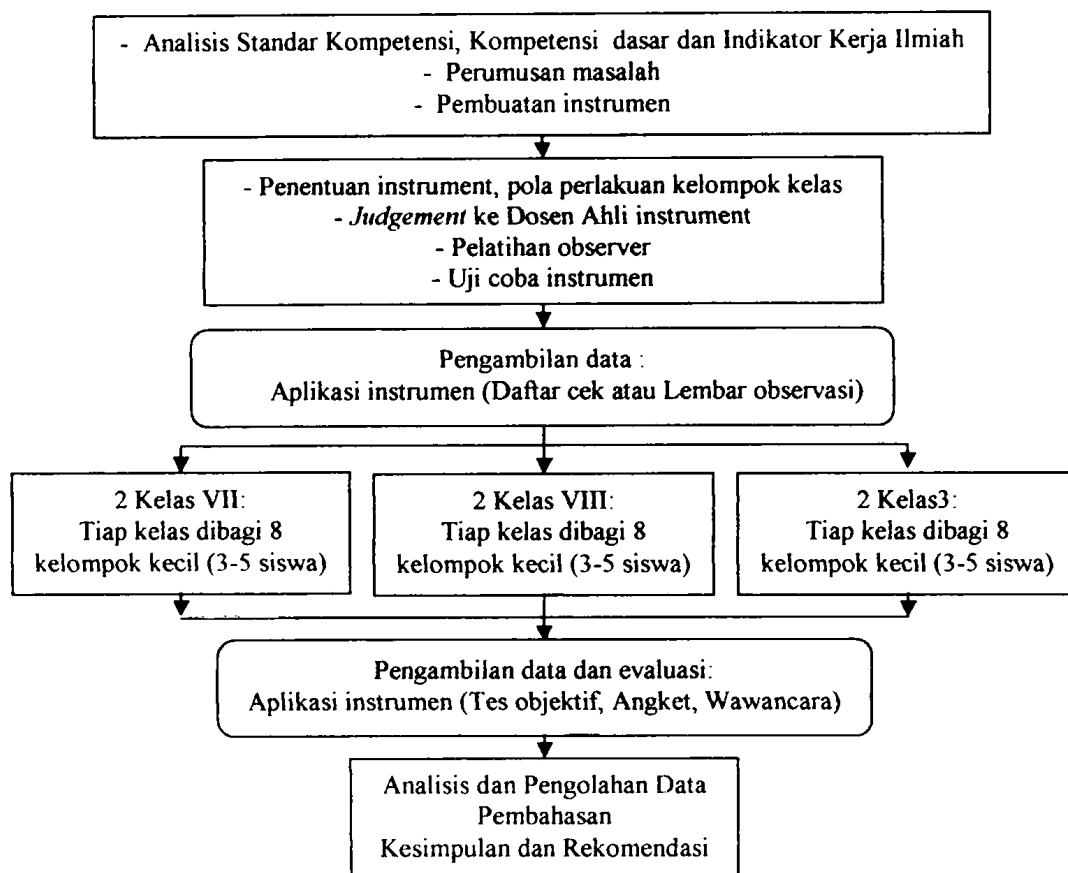 - Analisis Standar Kompetensi, Kompetensi dasar dan Indikator Kerja Ilmiah
- Perumusan masalah
- Pembuatan instrumen
- Penentuan instrument, pola perlakuan kelompok kelas
- Judgement ke Dosen Ahli instrument
- Pelatihan observer
- Uji coba instrumen
Pengambilan data :
Aplikasi instrumen (Daftar cek atau Lembar observasi)
2 Kelas VII:
Tiap kelas dibagi 8
kelompok kecil (3-5 siswa)
2 Kelas VIII:
Tiap kelas dibagi 8
kelompok kecil (3-5 siswa)
2 Kelas3:
Tiap kelas dibagi 8
kelompok kecil (3-5 siswa)
Pengambilan data dan evaluasi:
Aplikasi instrumen (Tes objektif, Angket, Wawancara)
Analisis dan Pengolahan Data
Pembahasan
Kesimpulan dan Rekomendasi